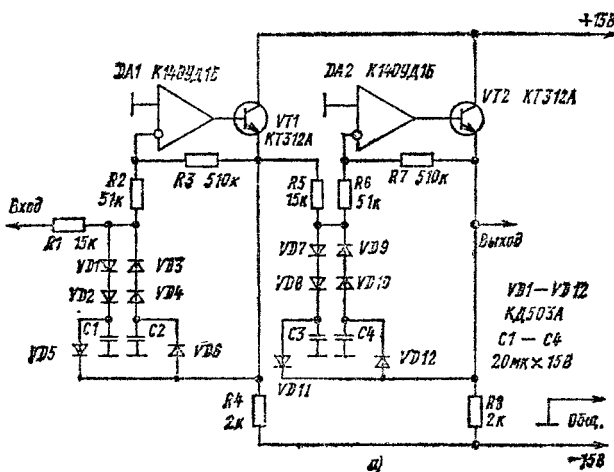 +15В
DA1 К140УД1Б
DA2 К140УД1Б
VT1
КТ312А
VT2 КТ312А
R2
51к
R3 510к
R5
15к
R6
51к
R7 510к
Вход
R1 15к
Выход
VD1
VD3
VD2
VD4
VD7
VD9
VD8
VD10
C1
C2
C3
C4
VD5
VD6
VD11
VD12
VD1–VD12
КД503А
C1 – C4
20мк×15В
R4
2к
R8
2к
Общ.
а)
-15В